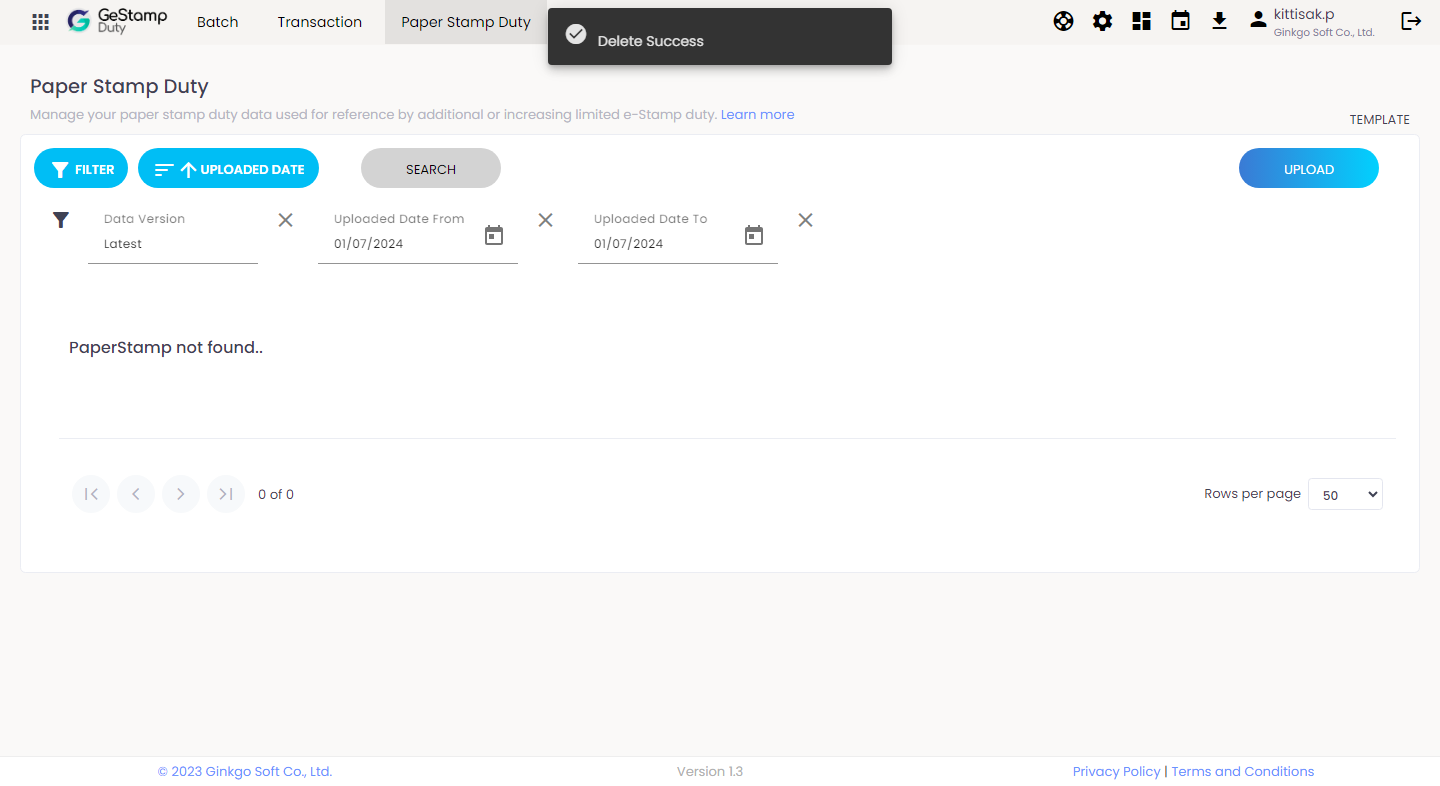 GeStamp
Duty
Batch
Transaction
Paper Stamp Duty
Delete Success
kittisak.p
Ginkgo Soft Co., Ltd.
Paper Stamp Duty
Manage your paper stamp duty data used for reference by additional or increasing limited e-Stamp duty. Learn more
TEMPLATE
FILTER
UPLOADED DATE
SEARCH
UPLOAD
Data Version
Latest
Uploaded Date From
01/07/2024
Uploaded Date To
01/07/2024
PaperStamp not found..
0 of 0
Rows per page
50
© 2023 Ginkgo Soft Co., Ltd.
Version 1.3
Privacy Policy | Terms and Conditions